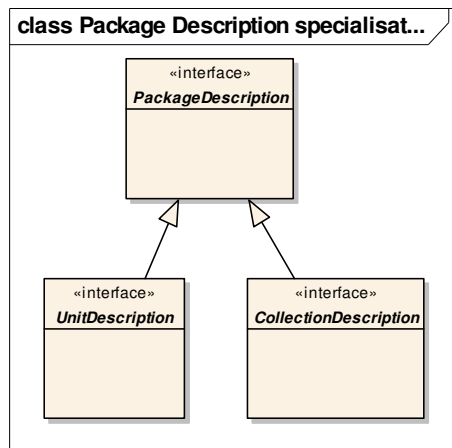 class Package Description specialisat...
«interface»
PackageDescription
«interface»
UnitDescription
«interface»
CollectionDescription